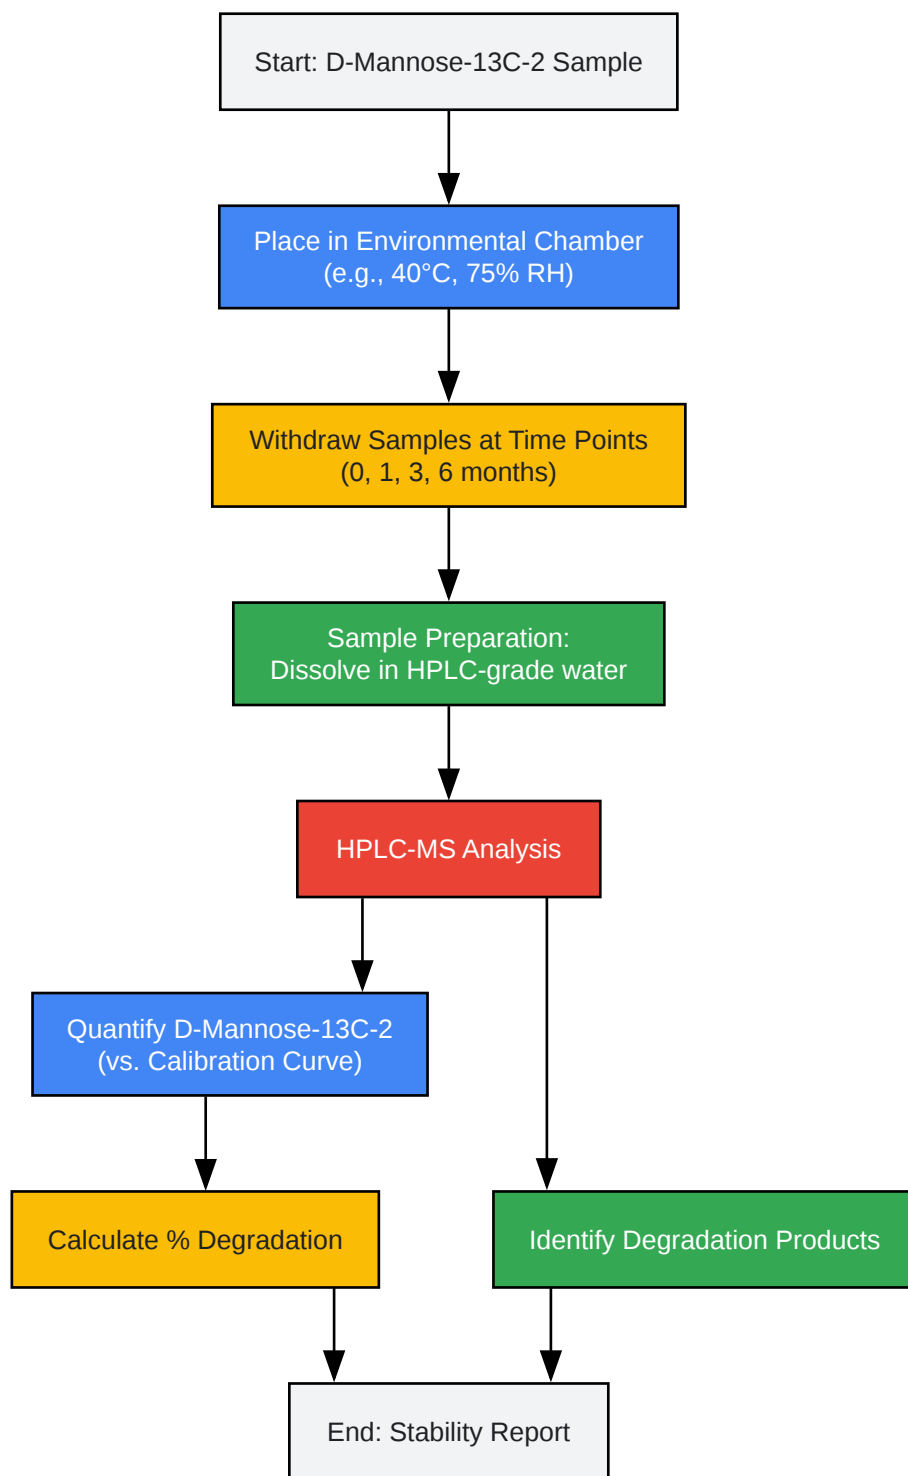 Start: D-Mannose-13C-2 Sample
Place in Environmental Chamber
(e.g., 40°C, 75% RH)
Withdraw Samples at Time Points
(0, 1, 3, 6 months)
Sample Preparation:
Dissolve in HPLC-grade water
HPLC-MS Analysis
Quantify D-Mannose-13C-2
(vs. Calibration Curve)
Calculate % Degradation
Identify Degradation Products
End: Stability Report